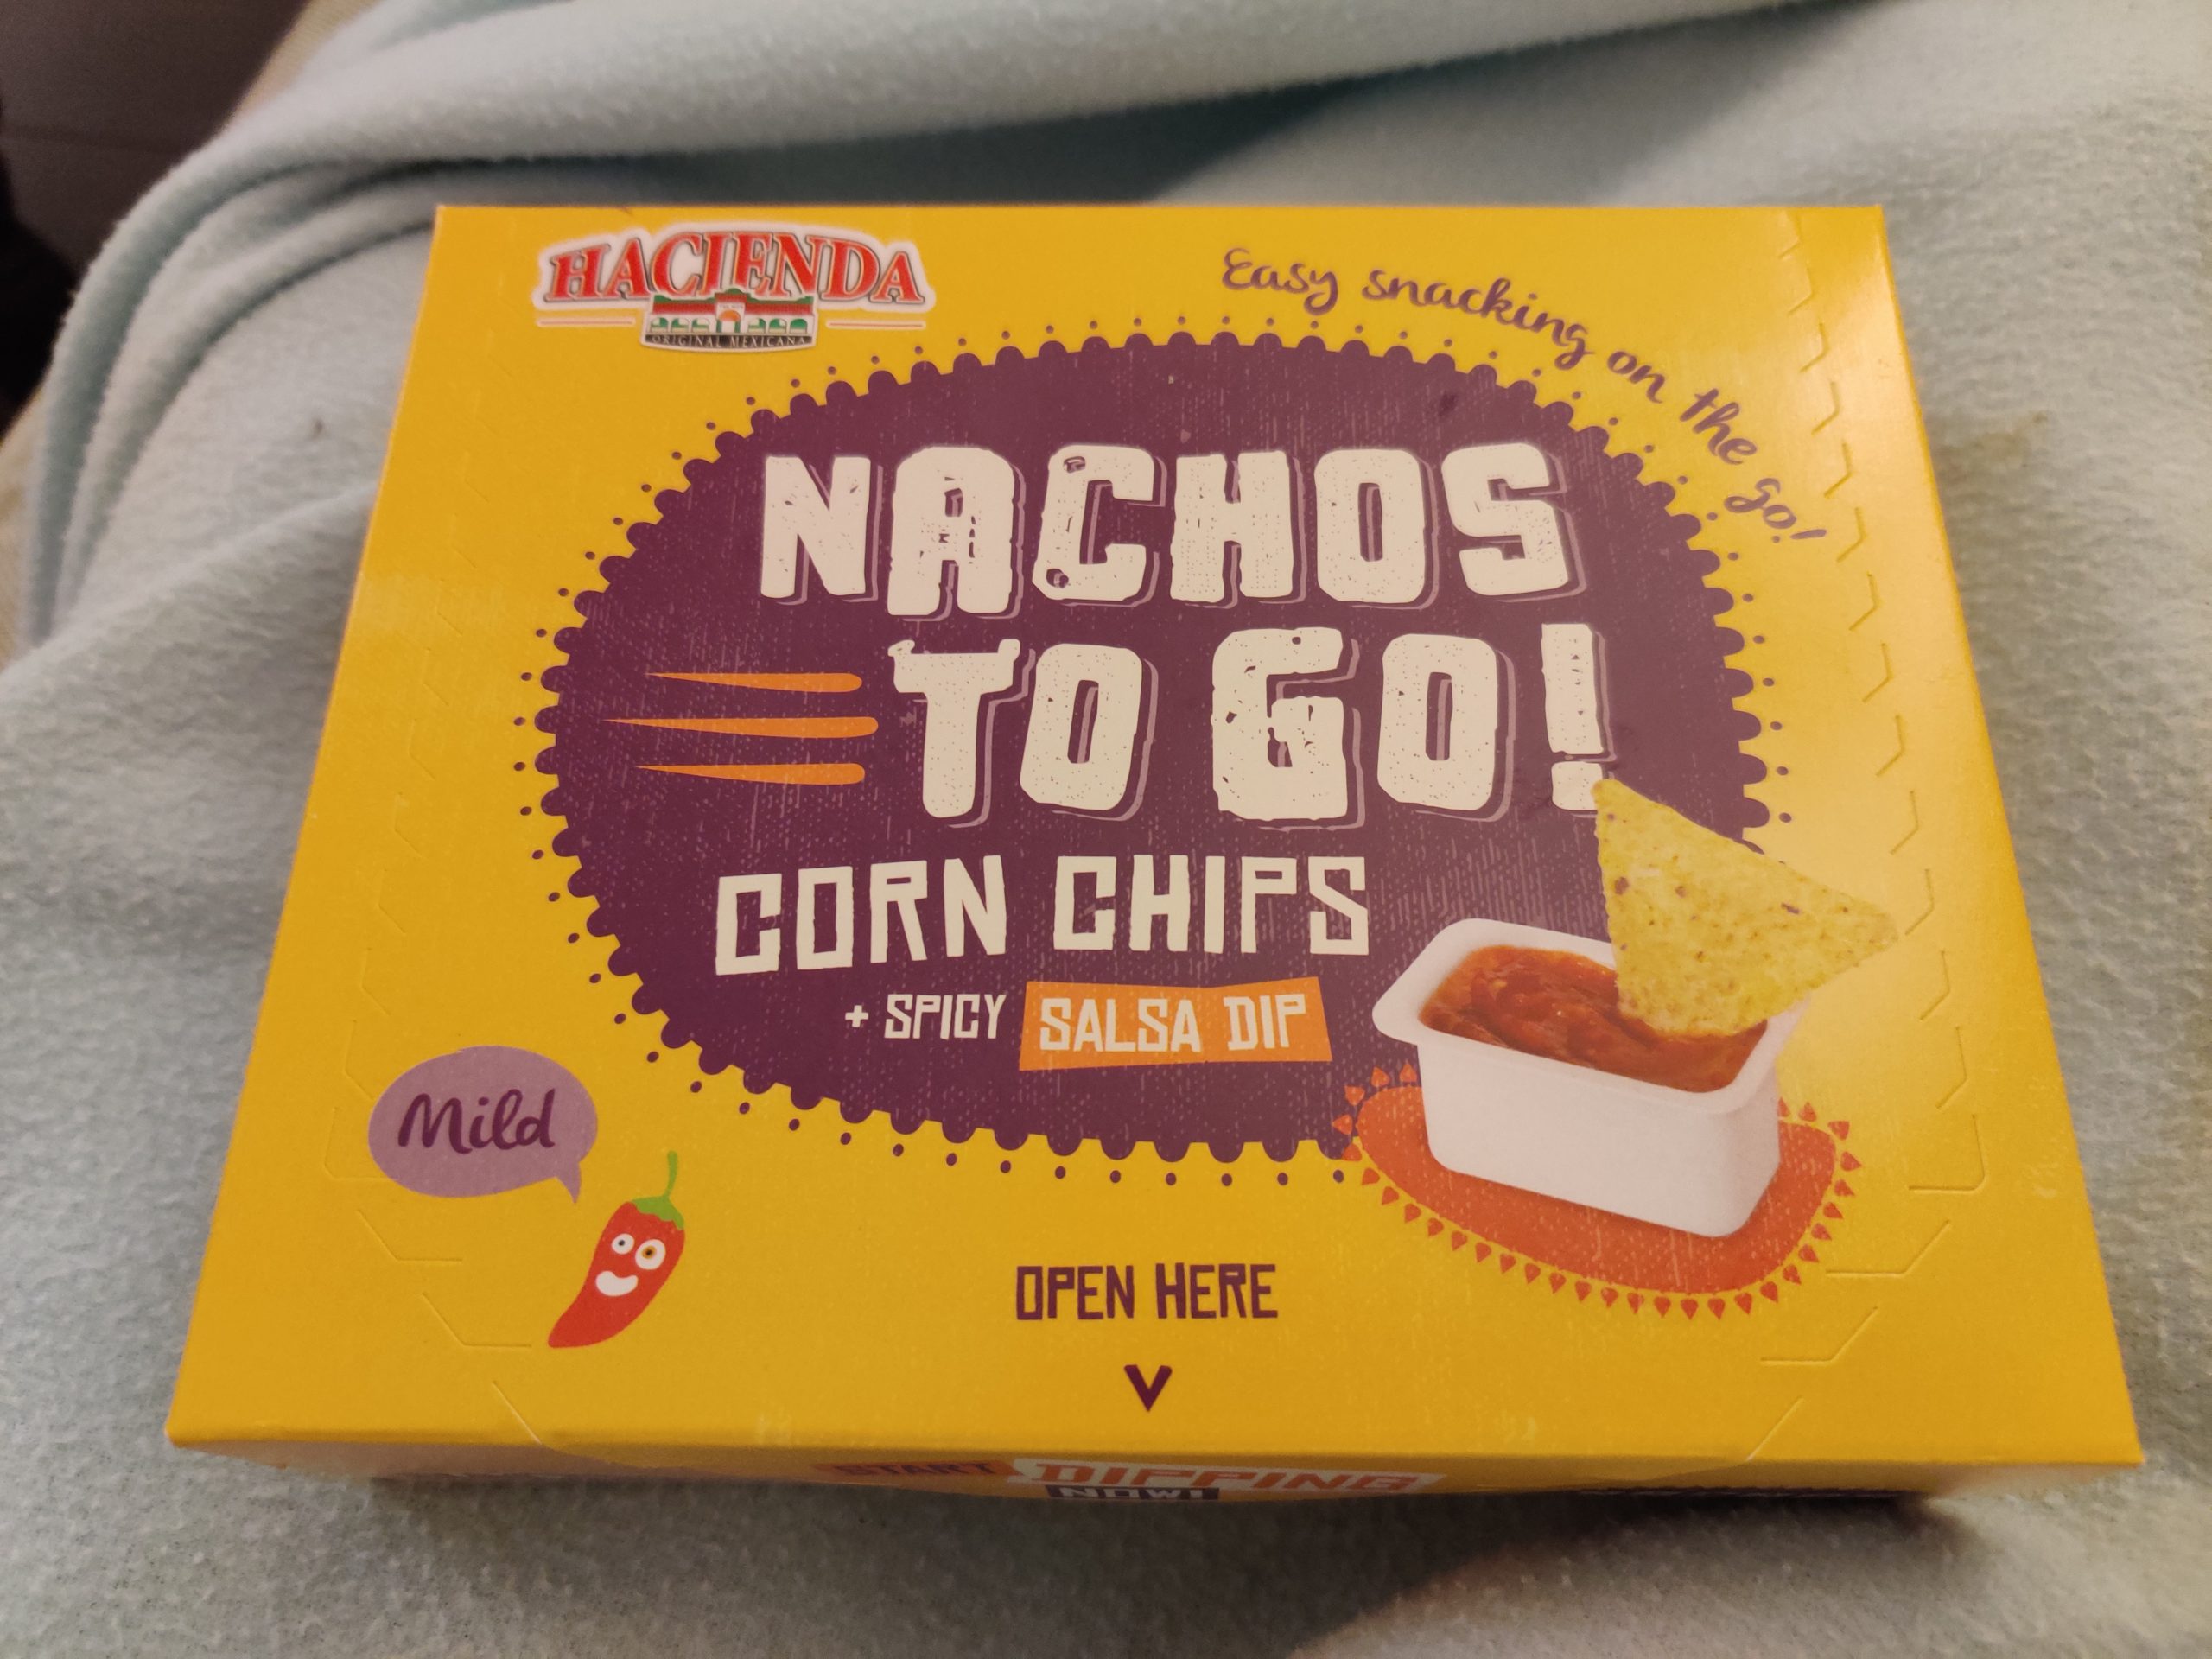 HACIENDA
ORIGINAL MEXICANA
Easy snacking on the go!
NACHOS
TO GO!
CORN CHIPS
+ SPICY SALSA DIP
Mild
OPEN HERE
START DIPPING
NOW!